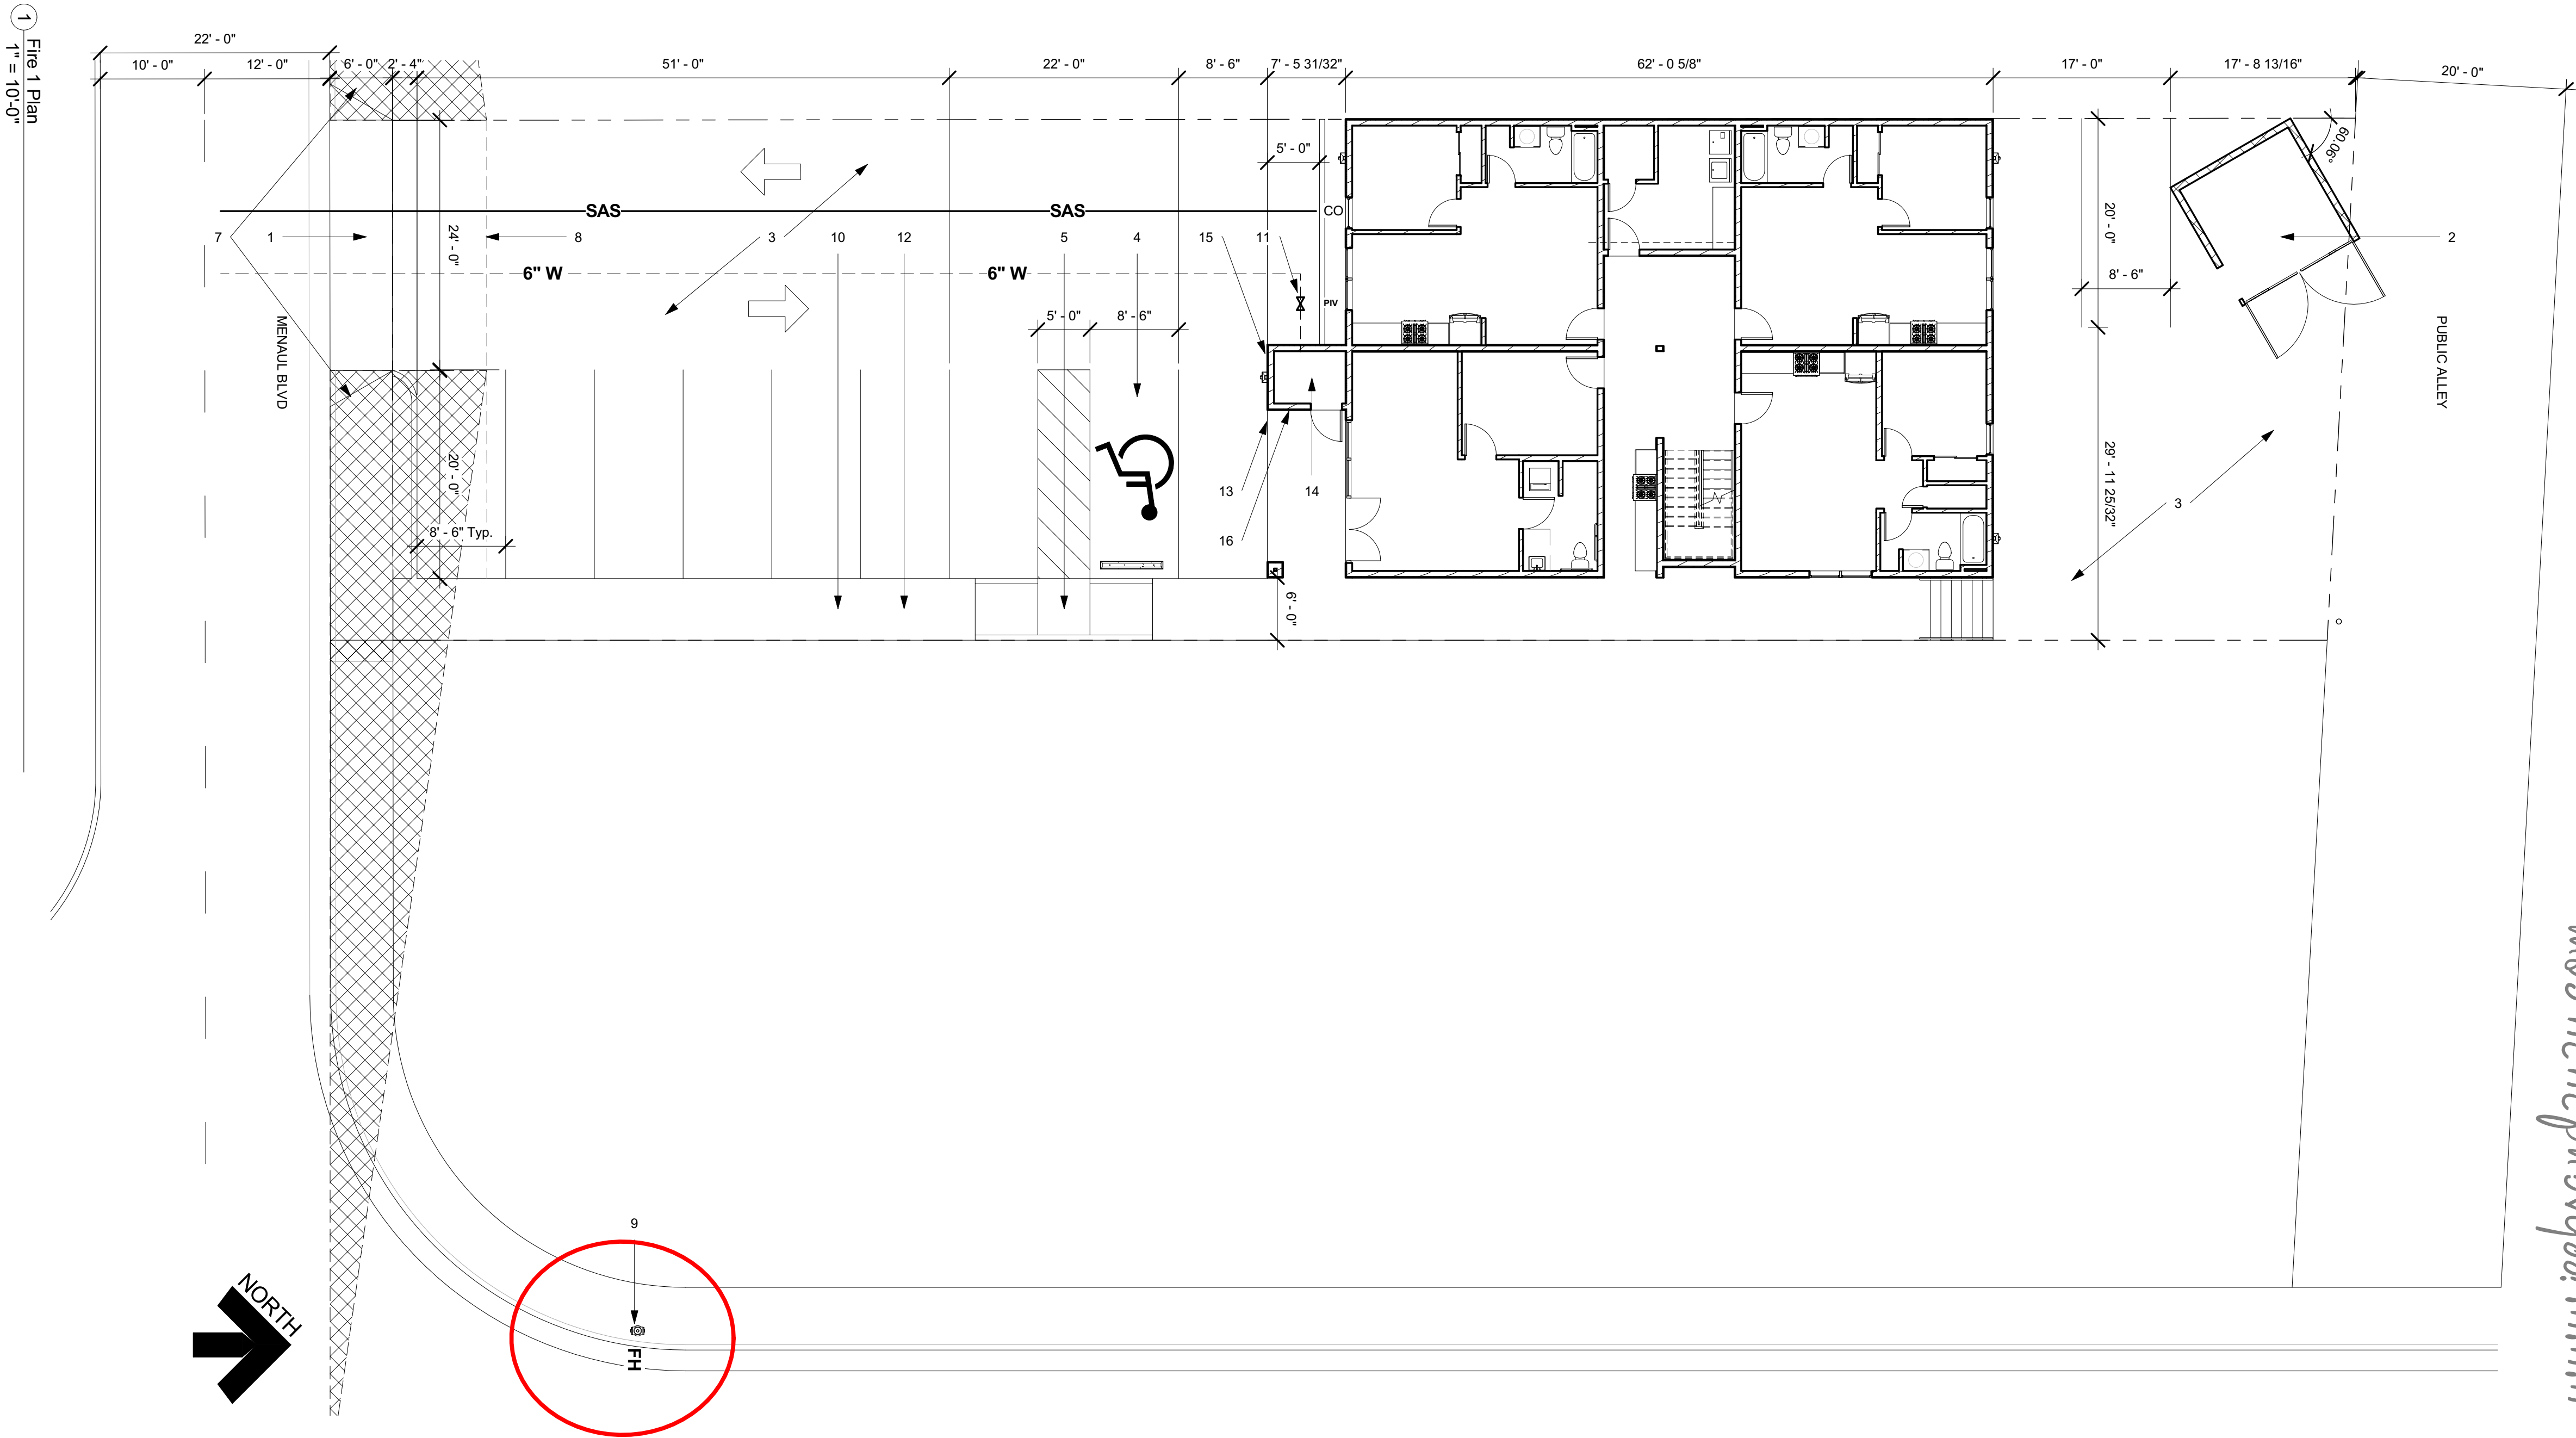 1
Fire 1 Plan
1" = 10'-0"
22' - 0"
10' - 0"
12' - 0"
6' - 0"
2' - 4"
51' - 0"
22' - 0"
8' - 6"
7' - 5 31/32"
62' - 0 5/8"
17' - 0"
17' - 8 13/16"
20' - 0"
60.06°
5' - 0"
SAS
SAS
CO
7
1
24' - 0"
8
3
10
12
5
4
15
11
20' - 0"
2
6" W
6" W
8' - 6"
PIV
5' - 0"
8' - 6"
MENAUL BLVD
PUBLIC ALLEY
20' - 0"
13
14
29' - 11 25/32"
3
8' - 6" Typ.
16
6' - 0"
9
NORTH
FH